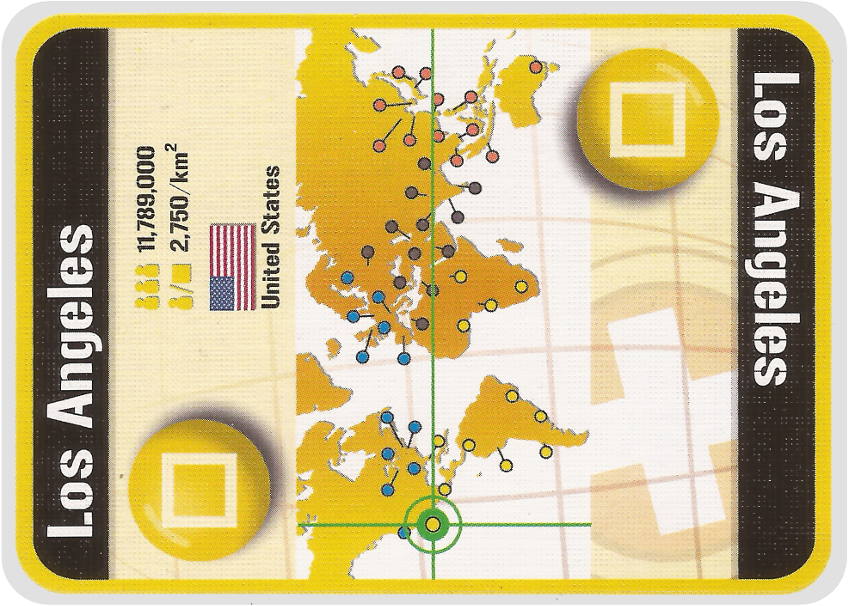 Los Angeles
11,789,000
2,750/km²
United States
Los Angeles